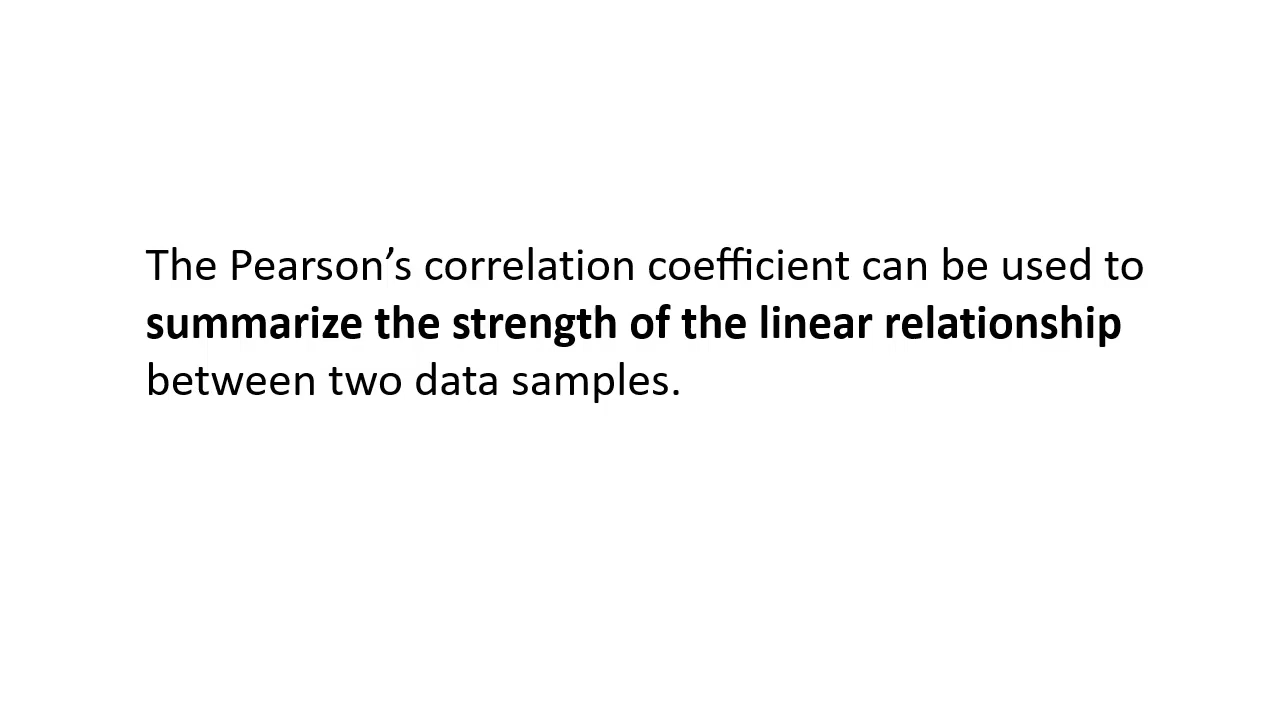 The Pearson’s correlation coefficient can be used to
summarize the strength of the linear relationship
between two data samples.